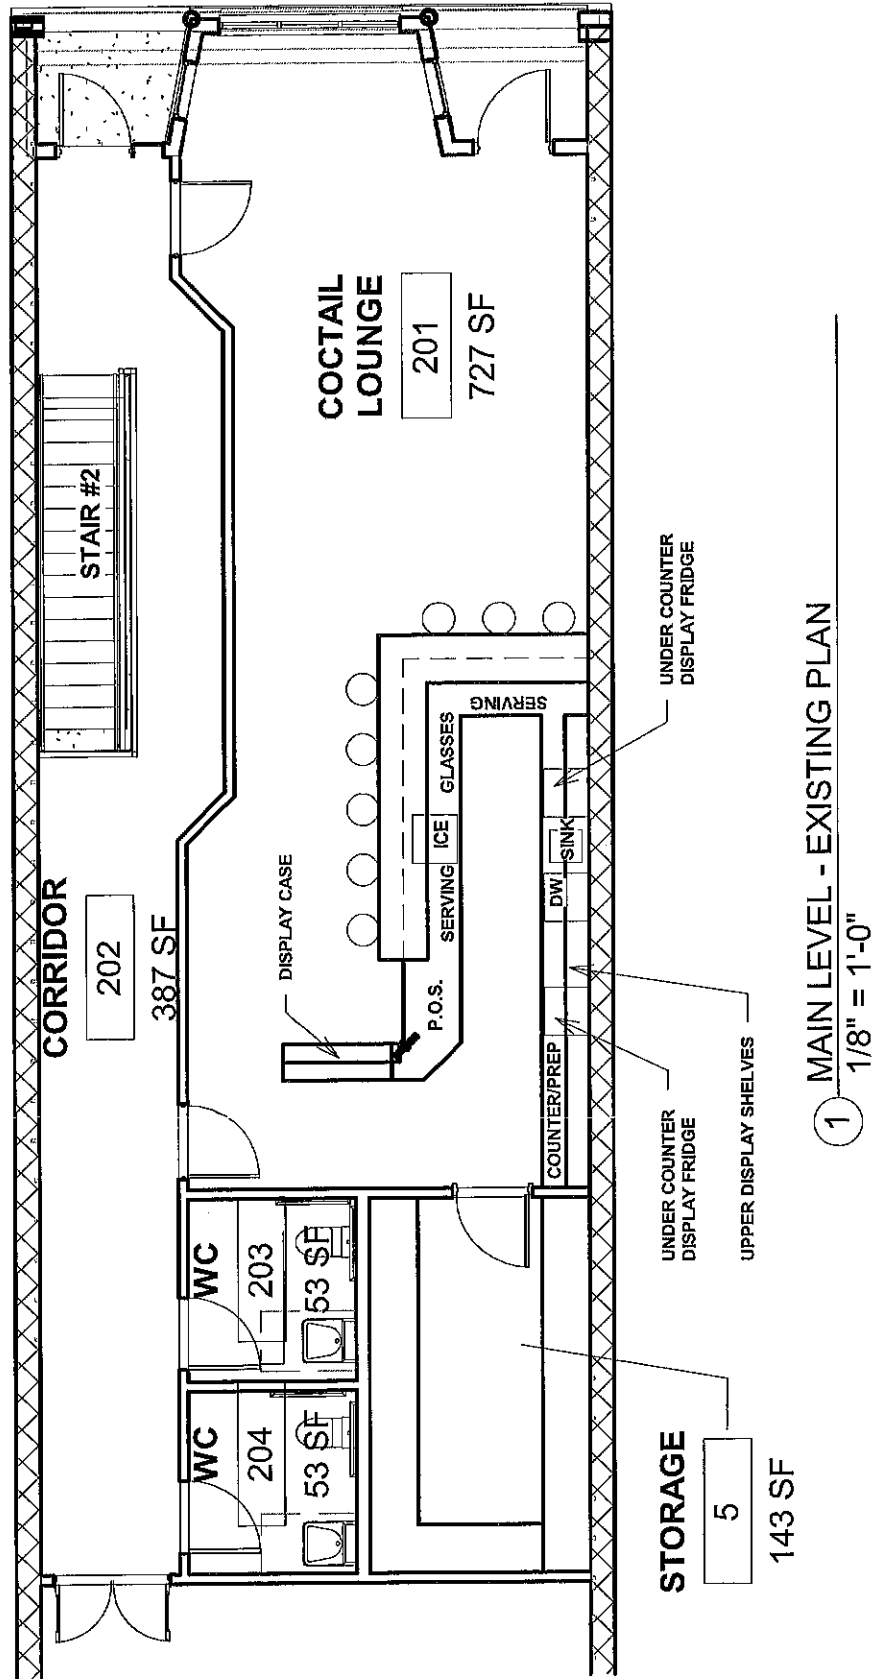 CORRIDOR
202
387 SF
STAIR #2
COCTAIL
LOUNGE
201
727 SF
WC
204
53 SF
WC
203
53 SF
DISPLAY CASE
P.O.S.
SERVING
ICE
GLASSES
SERVING
COUNTER/PREP
DW
SINK
STORAGE
5
143 SF
UNDER COUNTER
DISPLAY FRIDGE
UPPER DISPLAY SHELVES
UNDER COUNTER
DISPLAY FRIDGE
1
MAIN LEVEL - EXISTING PLAN
1/8" = 1'-0"